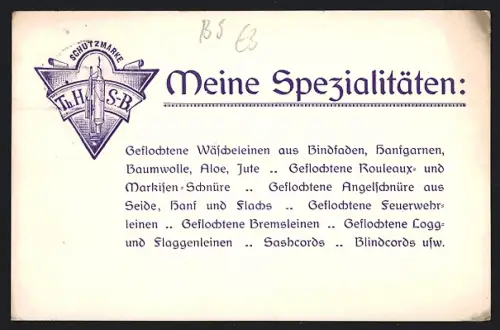 BS EB
SCHUTZMARKE
Th. H. S-B.
Meine Spezialitäten:
Geflochtene Wäscheleinen aus Bindfaden, Hanfgarnen,
Baumwolle, Aloe, Jute .. Geflochtene Rouleaux- und
Markisen-Schnüre .. Geflochtene Angelschnüre aus
Seide, Hanf und Flachs .. Geflochtene Feuerwehr-
leinen .. Geflochtene Bremsleinen .. Geflochtene Logg-
und Flaggenleinen .. Sashcords .. Blindcords usw.